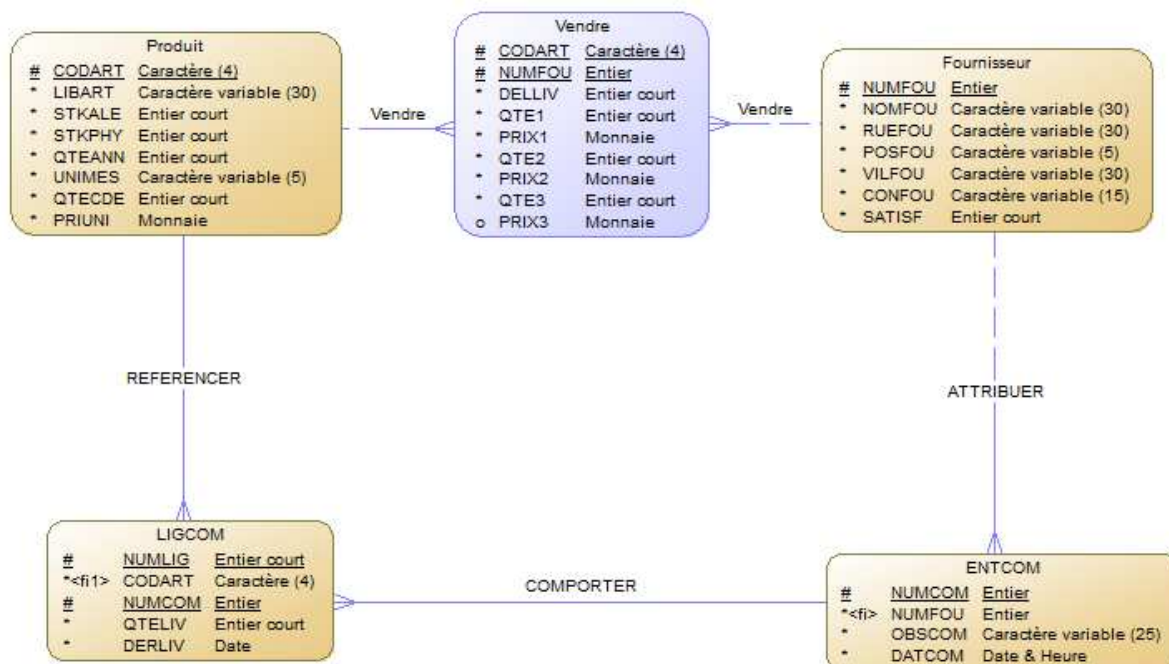 Produit
# CODART Caractère (4)
* LIBART Caractère variable (30)
* STKALE Entier court
* STKPHY Entier court
* QTEANN Entier court
* UNIMES Caractère variable (5)
* QTECDE Entier court
* PRIUNI Monnaie
Vendre
Vendre
# CODART Caractère (4)
# NUMFOU Entier
* DELLIV Entier court
* QTE1 Entier court
* PRIX1 Monnaie
* QTE2 Entier court
* PRIX2 Monnaie
* QTE3 Entier court
o PRIX3 Monnaie
Vendre
Fournisseur
# NUMFOU Entier
* NOMFOU Caractère variable (30)
* RUEFOU Caractère variable (30)
* POSFOU Caractère variable (5)
* VILFOU Caractère variable (30)
* CONFOU Caractère variable (15)
* SATISF Entier court
REFERENCER
ATTRIBUER
LIGCOM
# NUMLIG Entier court
*<fi1> CODART Caractère (4)
# NUMCOM Entier
* QTELIV Entier court
* DERLIV Date
COMPORTER
ENTCOM
# NUMCOM Entier
*<fi> NUMFOU Entier
* OBSCOM Caractère variable (25)
* DATCOM Date & Heure